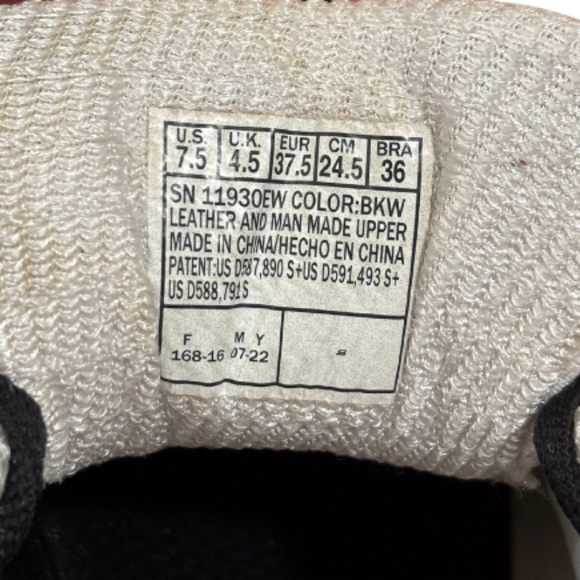 U.S. U.K. EUR CM BRA
7.5 4.5 37.5 24.5 36
SN 11930EW COLOR:BKW
LEATHER AND MAN MADE UPPER
MADE IN CHINA/HECHO EN CHINA
PATENT:US D587,890 S+US D591,493 S+
US D588,791S
F M Y
168-16 07-22